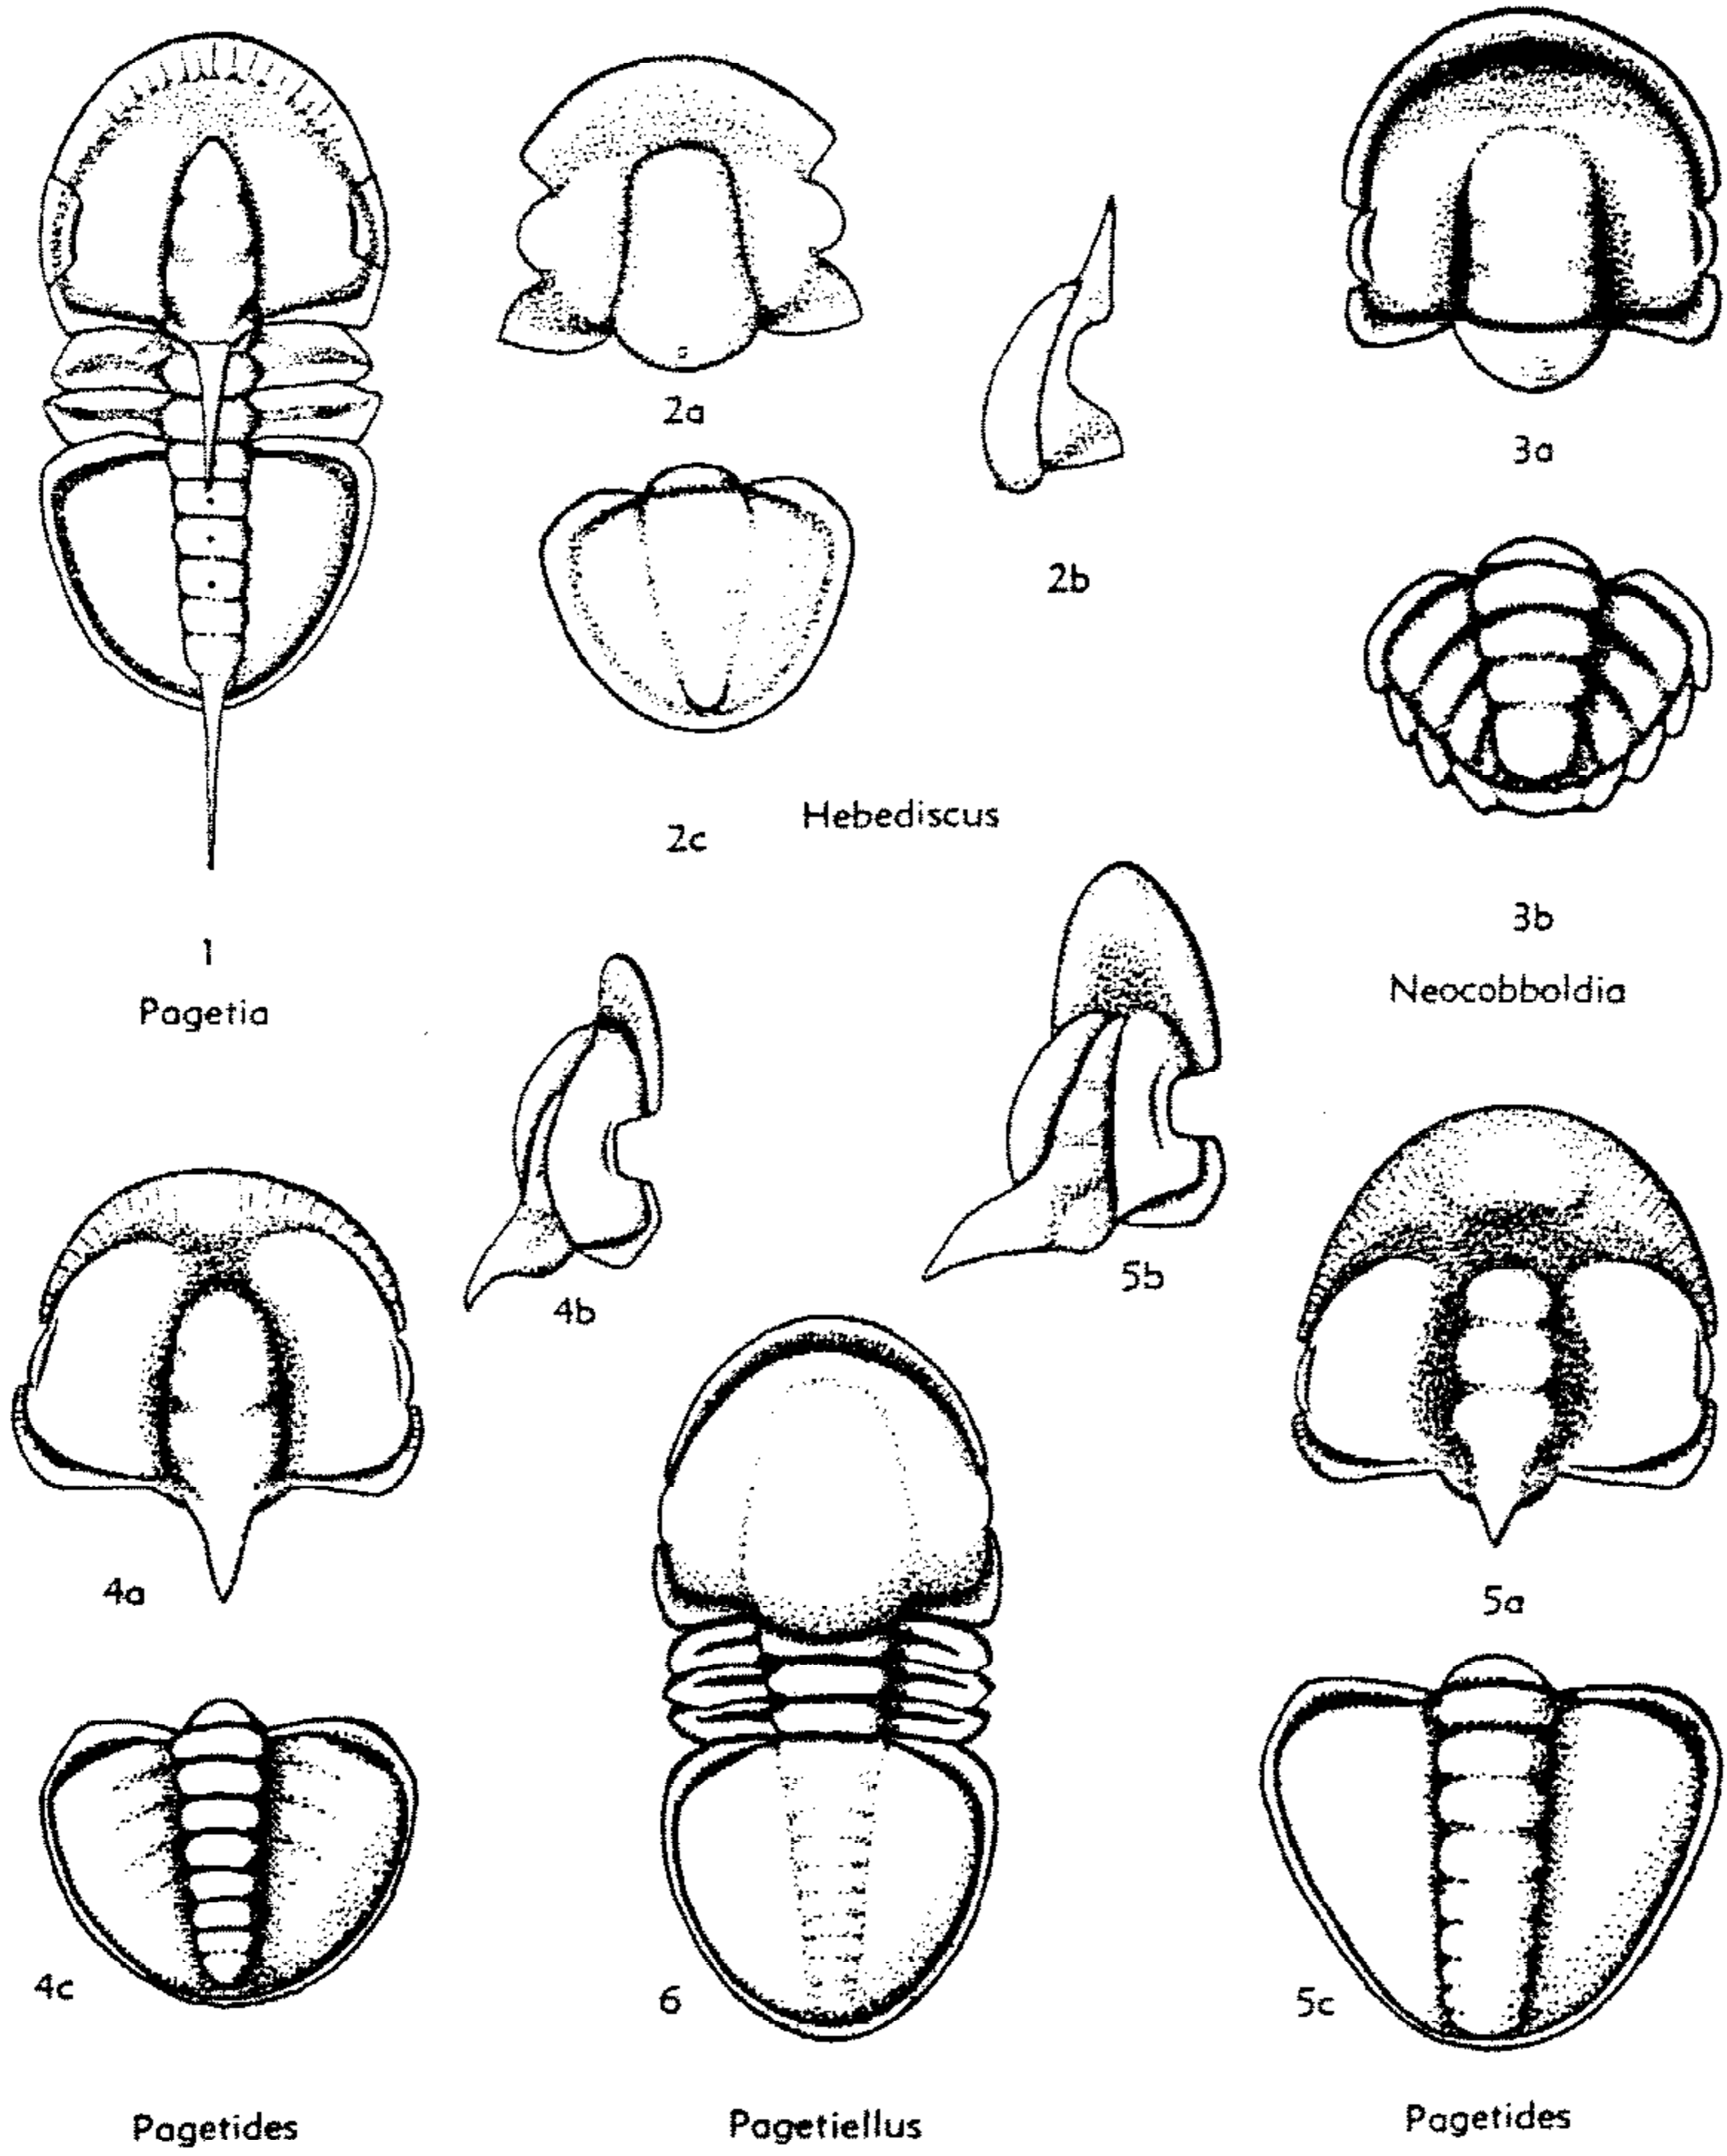 2a
3a
2b
Hebediscus
2c
3b
1
Neocobboldia
Pagetia
5b
4b
4a
5a
4c
6
5c
Pagetides
Pagetiellus
Pagetides